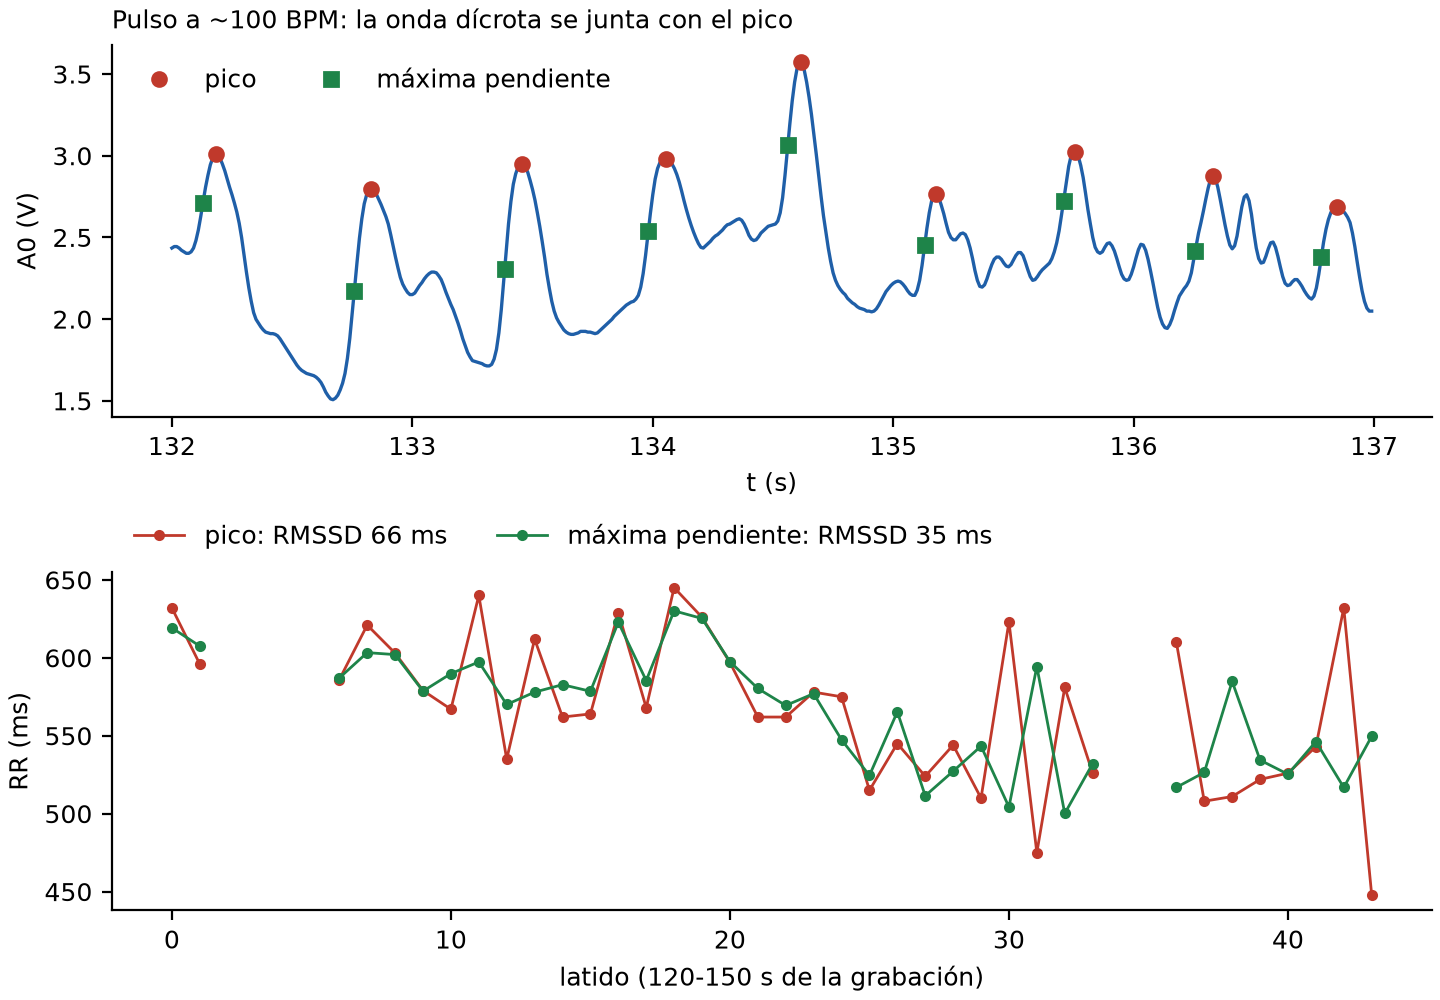 Pulso a ~100 BPM: la onda dícrota se junta con el pico
pico
máxima pendiente
3.5
3.0
2.5
2.0
1.5
A0 (V)
132 133 134 135 136 137
t (s)
pico: RMSSD 66 ms
máxima pendiente: RMSSD 35 ms
650
600
550
500
450
RR (ms)
0 10 20 30 40
latido (120-150 s de la grabación)